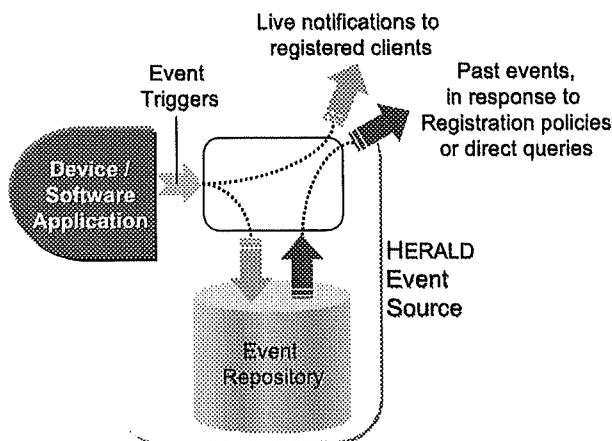 Live notifications to
registered clients
Event
Triggers
Past events,
in response to
Registration policies
or direct queries
Device /
Software
Application
HERALD
Event
Source
Event
Repository